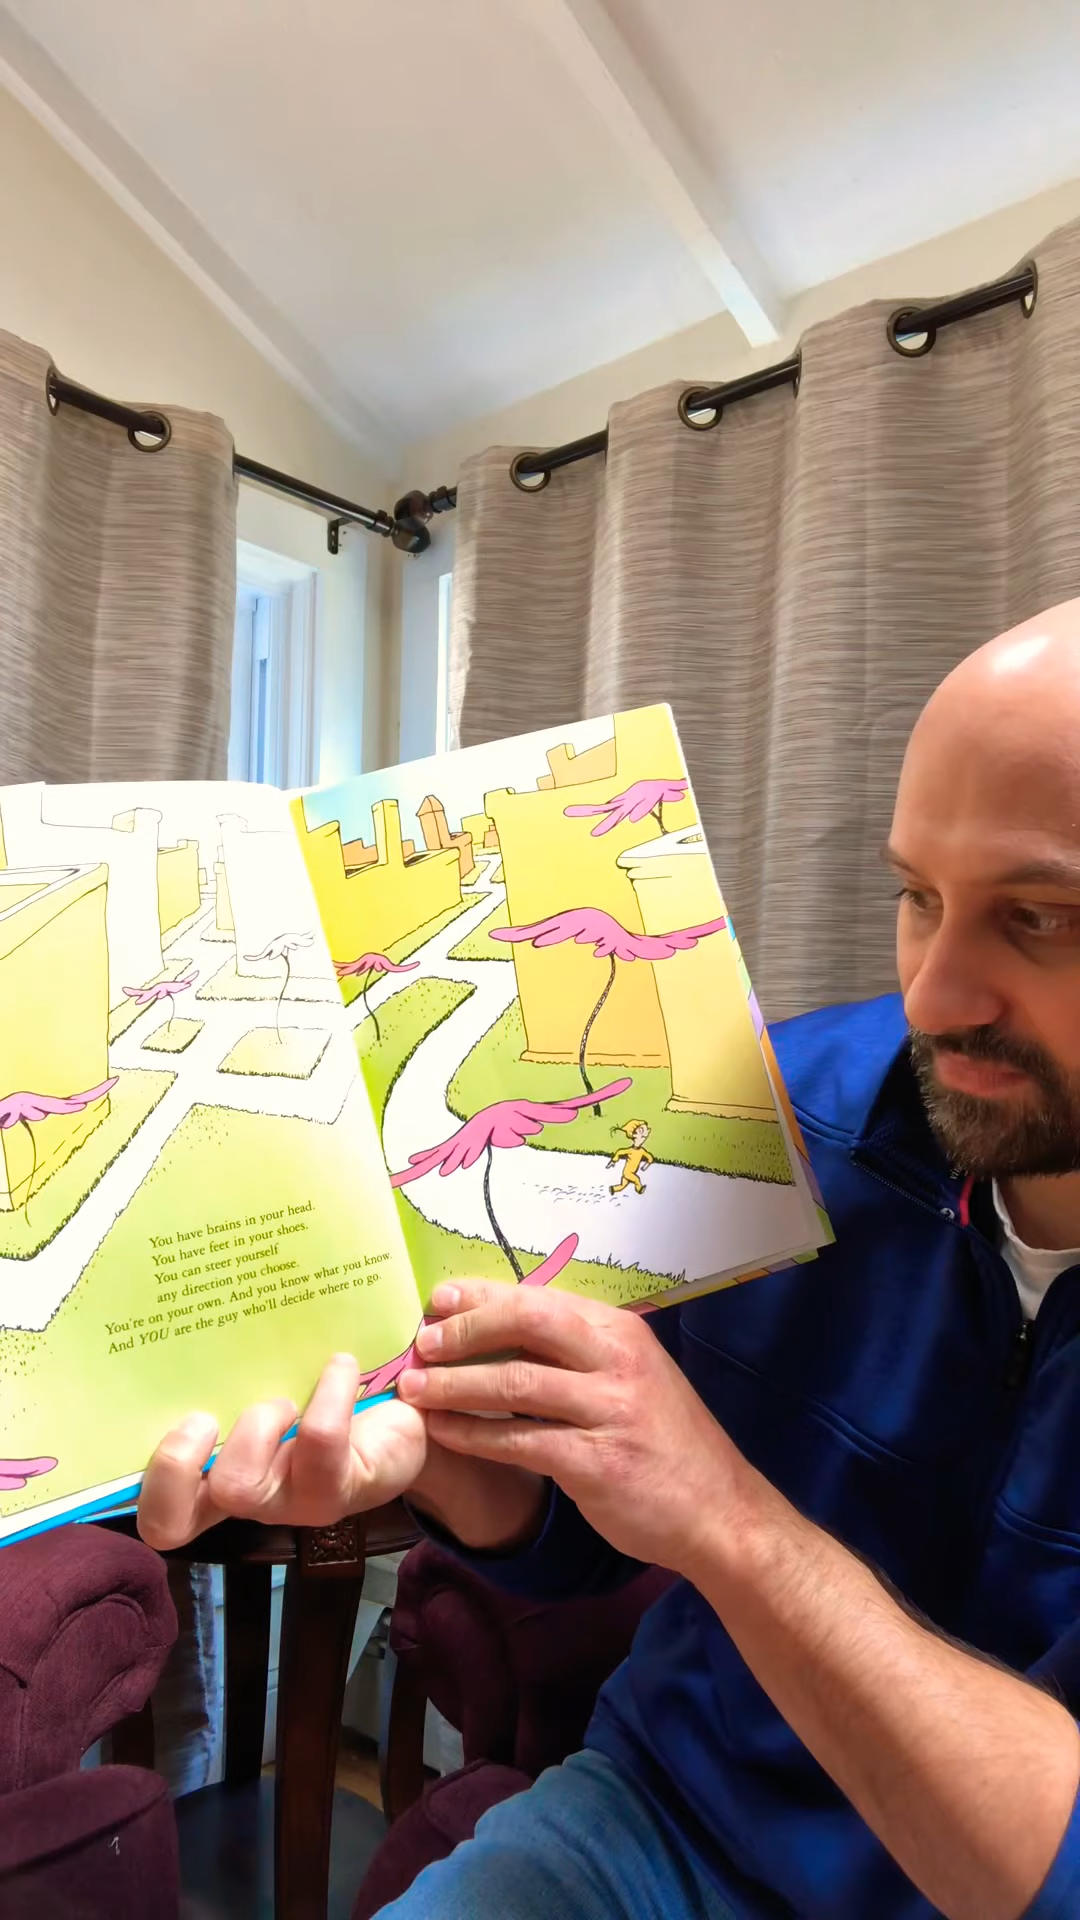 You have brains in your head.
You have feet in your shoes.
You can steer yourself
any direction you choose.
You're on your own. And you know what you know.
And YOU are the guy who'll decide where to go.